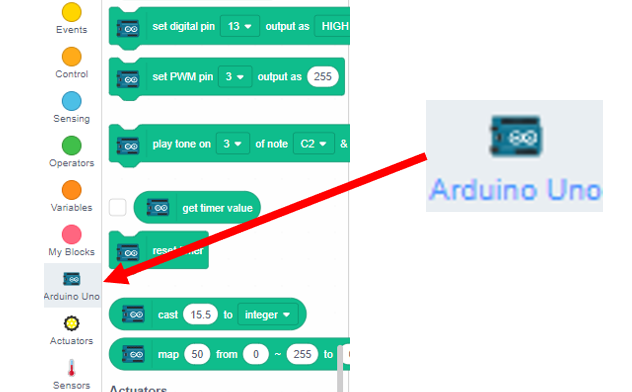 Events
Control
Sensing
Operators
Variables
My Blocks
Arduino Uno
Actuators
Sensors
set digital pin 13 output as HIGH
set PWM pin 3 output as 255
play tone on 3 of note C2 &
get timer value
reset timer
cast 15.5 to integer
map 50 from 0 ~ 255 to
Actuators
Arduino Uno